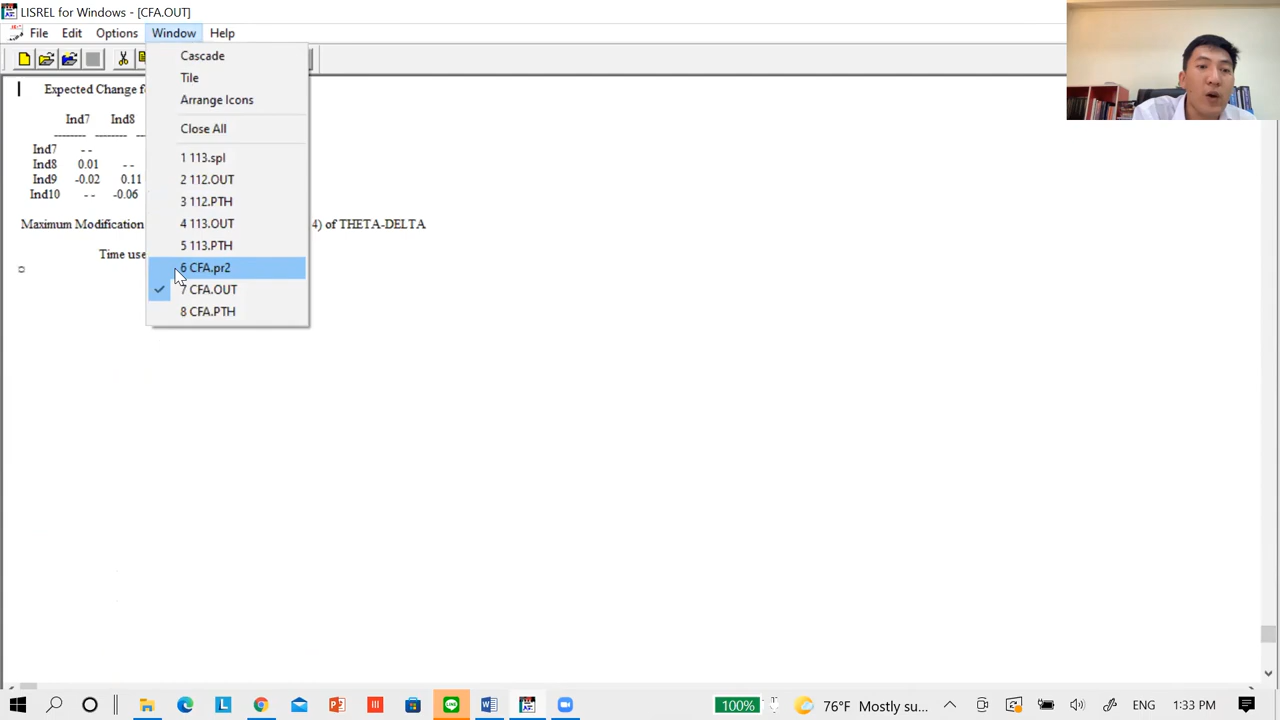 LISREL for Windows - [CFA.OUT]
File Edit Options Window Help
Cascade
Tile
Arrange Icons
Close All
1 113.spl
2 112.OUT
3 112.PTH
4 113.OUT
5 113.PTH
6 CFA.pr2
7 CFA.OUT
8 CFA.PTH
Expected Change
Ind7 Ind8
-------- --------
Ind7 - -
Ind8 0.01 - -
Ind9 -0.02 0.11
Ind10 - - -0.06
Maximum Modification 4) of THETA-DELTA
Time use
100% 76°F Mostly su... ENG 1:33 PM